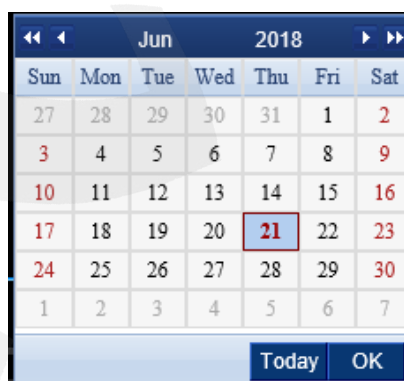 Jun 2018
Sun Mon Tue Wed Thu Fri Sat
27 28 29 30 31 1 2
3 4 5 6 7 8 9
10 11 12 13 14 15 16
17 18 19 20 21 22 23
24 25 26 27 28 29 30
1 2 3 4 5 6 7
Today OK